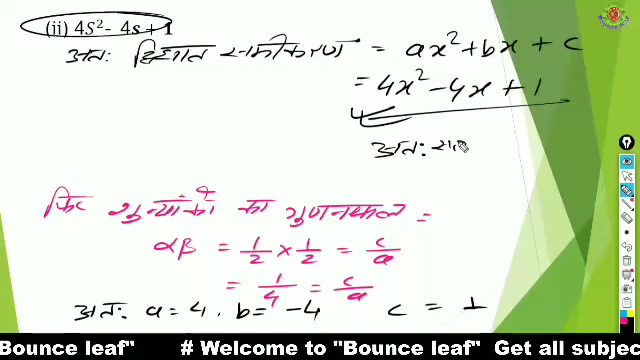 (ii) 4S² - 4s + 1
अतः द्विघात समीकरण = ax² + bx + c
= 4x² - 4x + 1
अतः सा
फिर शून्यांकों का गुणनफल =
αβ = 1/2 × 1/2 = c/a
= 1/4 = c/a
अतः a = 4, b = -4 c = 1
Bounce leaf" # Welcome to "Bounce leaf" Get all subjec